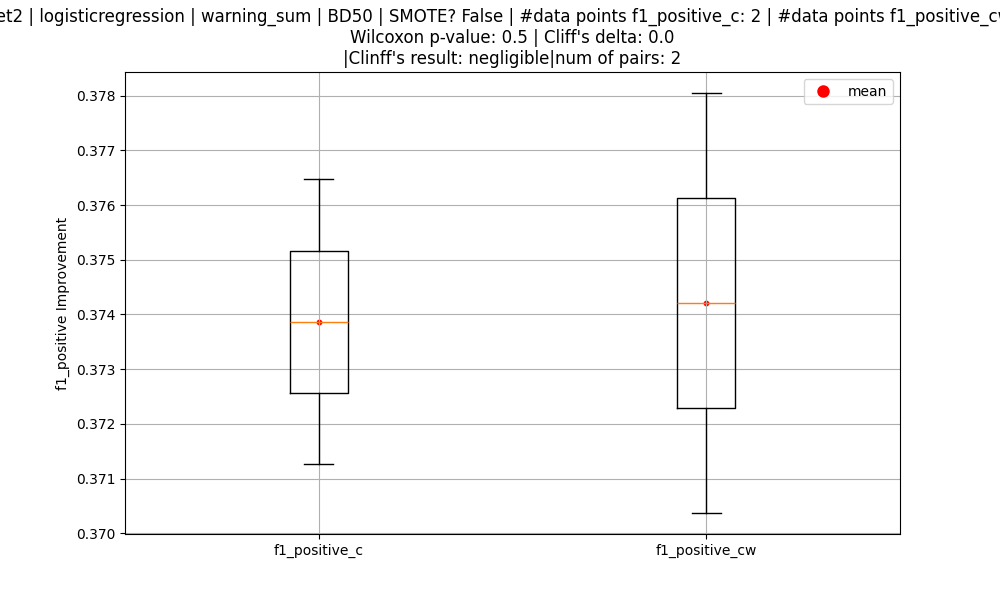 et2 | logisticregression | warning_sum | BD50 | SMOTE? False | #data points f1_positive_c: 2 | #data points f1_positive_cw
Wilcoxon p-value: 0.5 | Cliff's delta: 0.0
|Clinff's result: negligible|num of pairs: 2
mean
0.378
0.377
0.376
0.375
0.374
0.373
0.372
0.371
0.370
f1_positive Improvement
f1_positive_c
f1_positive_cw